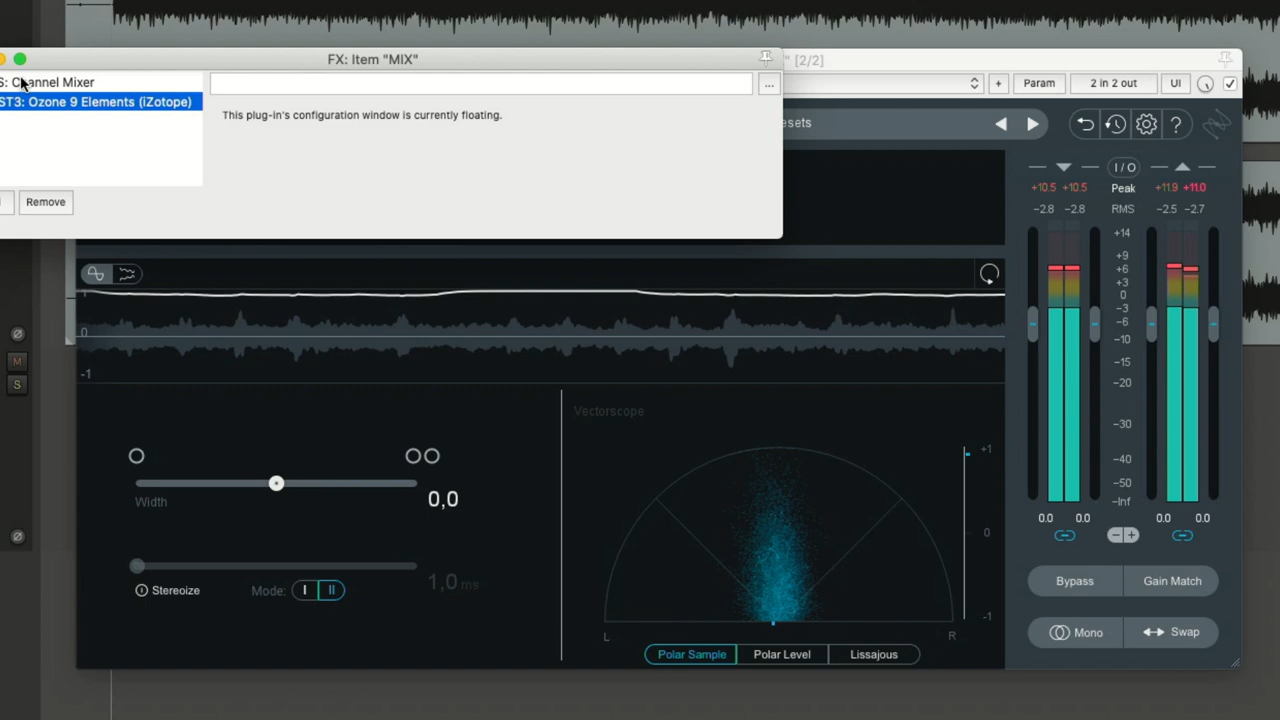 FX: Item "MIX"
" [2/2]
S: Channel Mixer
ST3: Ozone 9 Elements (iZotope)
...
+ Param 2 in 2 out UI
This plug-in's configuration window is currently floating.
esets
?
I / O
+10.5 +10.5 Peak +11.9 +11.0
-2.8 -2.8 RMS -2.5 -2.7
Remove
+14
+9
+6
+3
0
-3
-6
-10
-15
-20
-30
-40
-50
-Inf
0.0 0.0 0.0 0.0
1
0
-1
M
S
Width
0,0
Stereoize Mode: I II 1,0 ms
Vectorscope
+1
0
-1
L R
Polar Sample Polar Level Lissajous
Bypass Gain Match
Mono Swap